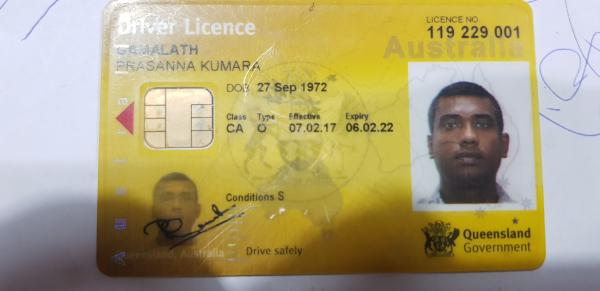 Driver Licence
LICENCE NO
119 229 001
Australia
GAMALATH
PRASANNA KUMARA
DOB 27 Sep 1972
Class Type Effective Expiry
CA O 07.02.17 06.02.22
Conditions S
Drive safely
Queensland, Australia
Queensland
Government